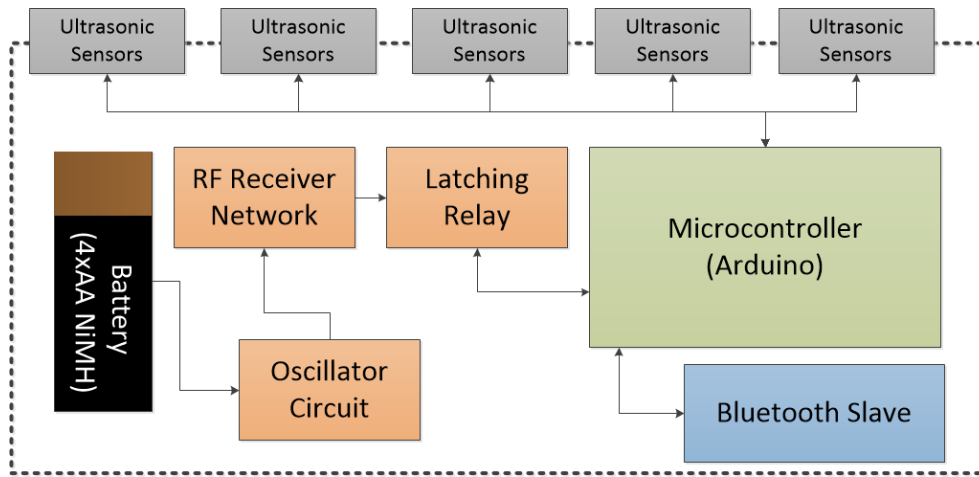 Ultrasonic
Sensors
Ultrasonic
Sensors
Ultrasonic
Sensors
Ultrasonic
Sensors
Ultrasonic
Sensors
RF Receiver
Network
Latching
Relay
Microcontroller
(Arduino)
Battery
(4xAA NiMH)
Oscillator
Circuit
Bluetooth Slave